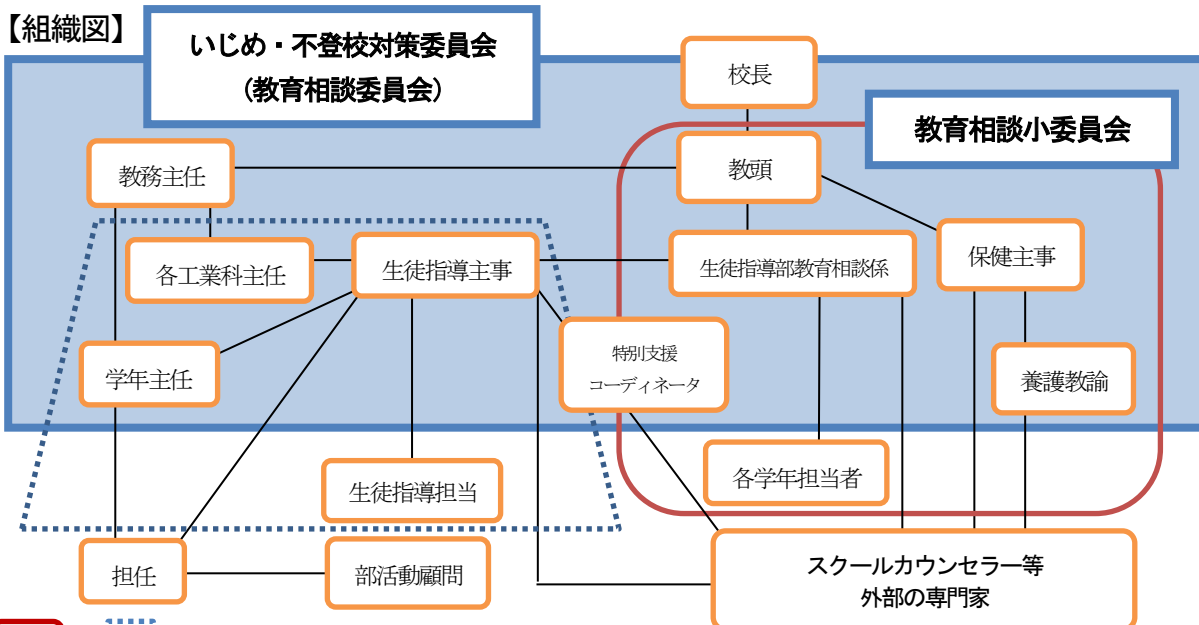 【組織図】
いじめ・不登校対策委員会
（教育相談委員会）
校長
教育相談小委員会
教務主任
教頭
各工業科主任
生徒指導主事
生徒指導部教育相談係
保健主事
学年主任
特別支援
コーディネータ
養護教諭
生徒指導担当
各学年担当者
担任
部活動顧問
スクールカウンセラー等
外部の専門家